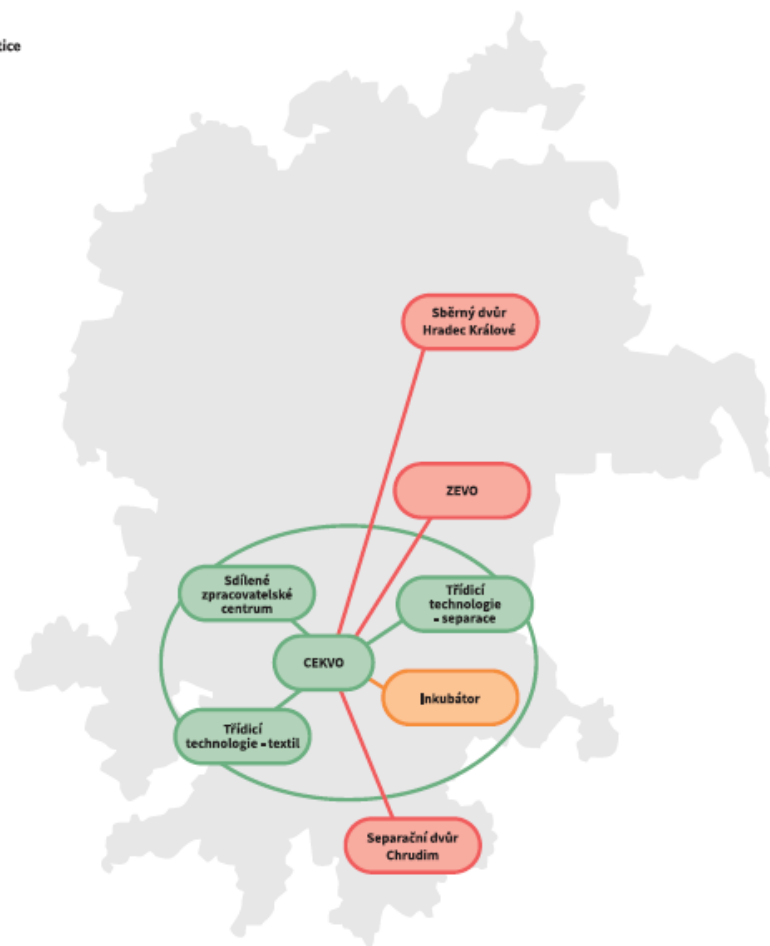 tice
Sběrný dvůr
Hradec Králové
ZEVO
Sdílené
zpracovatelské
centrum
Třídicí
technologie
- separace
CEKVO
Inkubátor
Třídicí
technologie - textil
Separační dvůr
Chrudim